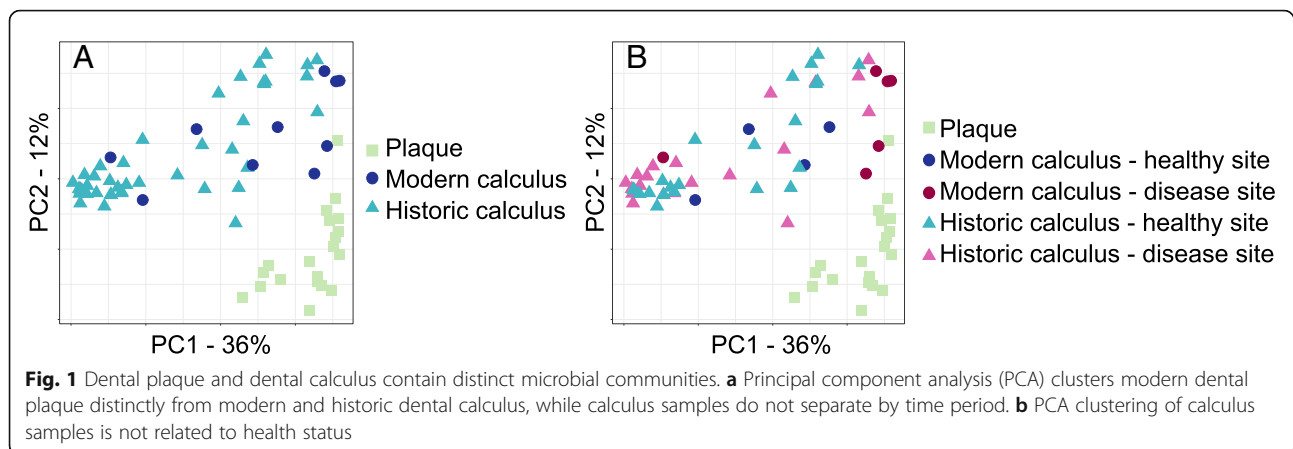 A
PC2 - 12%
PC1 - 36%
Plaque
Modern calculus
Historic calculus
B
PC2 - 12%
PC1 - 36%
Plaque
Modern calculus - healthy site
Modern calculus - disease site
Historic calculus - healthy site
Historic calculus - disease site
Fig. 1 Dental plaque and dental calculus contain distinct microbial communities. a Principal component analysis (PCA) clusters modern dental
plaque distinctly from modern and historic dental calculus, while calculus samples do not separate by time period. b PCA clustering of calculus
samples is not related to health status